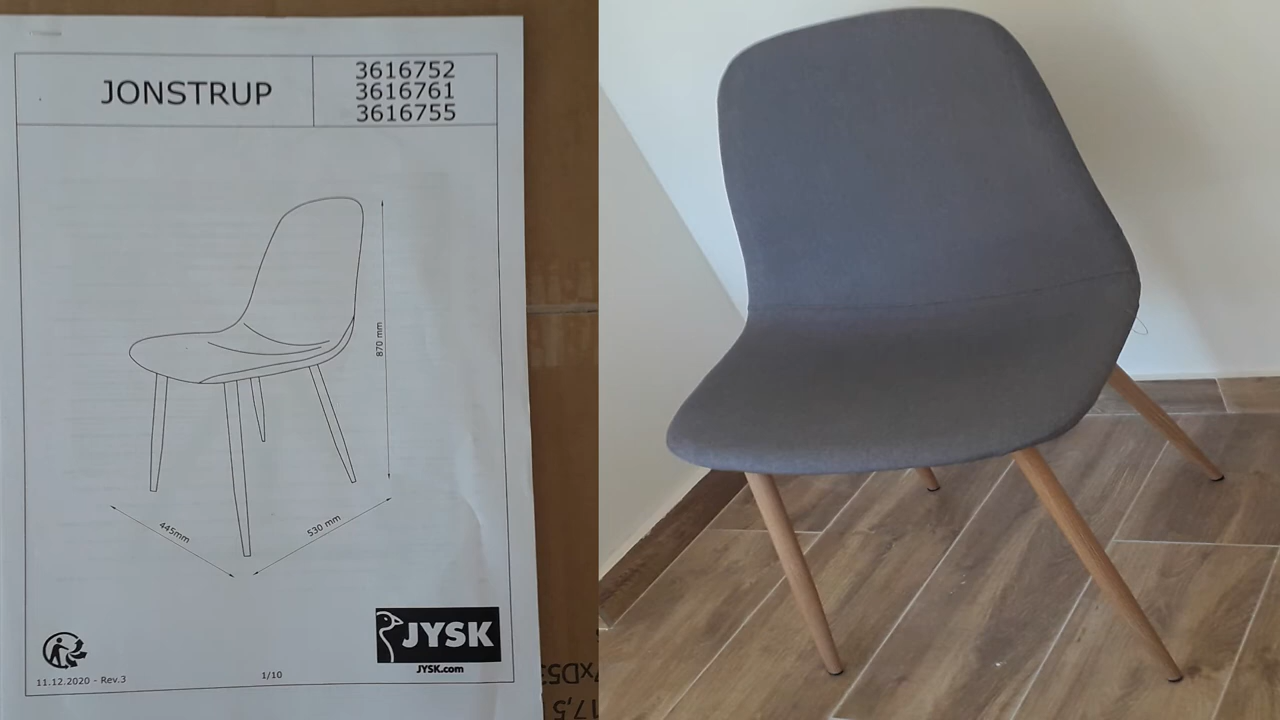 JONSTRUP
3616752
3616761
3616755
870 mm
445mm
530 mm
JYSK
JYSK.com
11.12.2020 - Rev.3
1/10